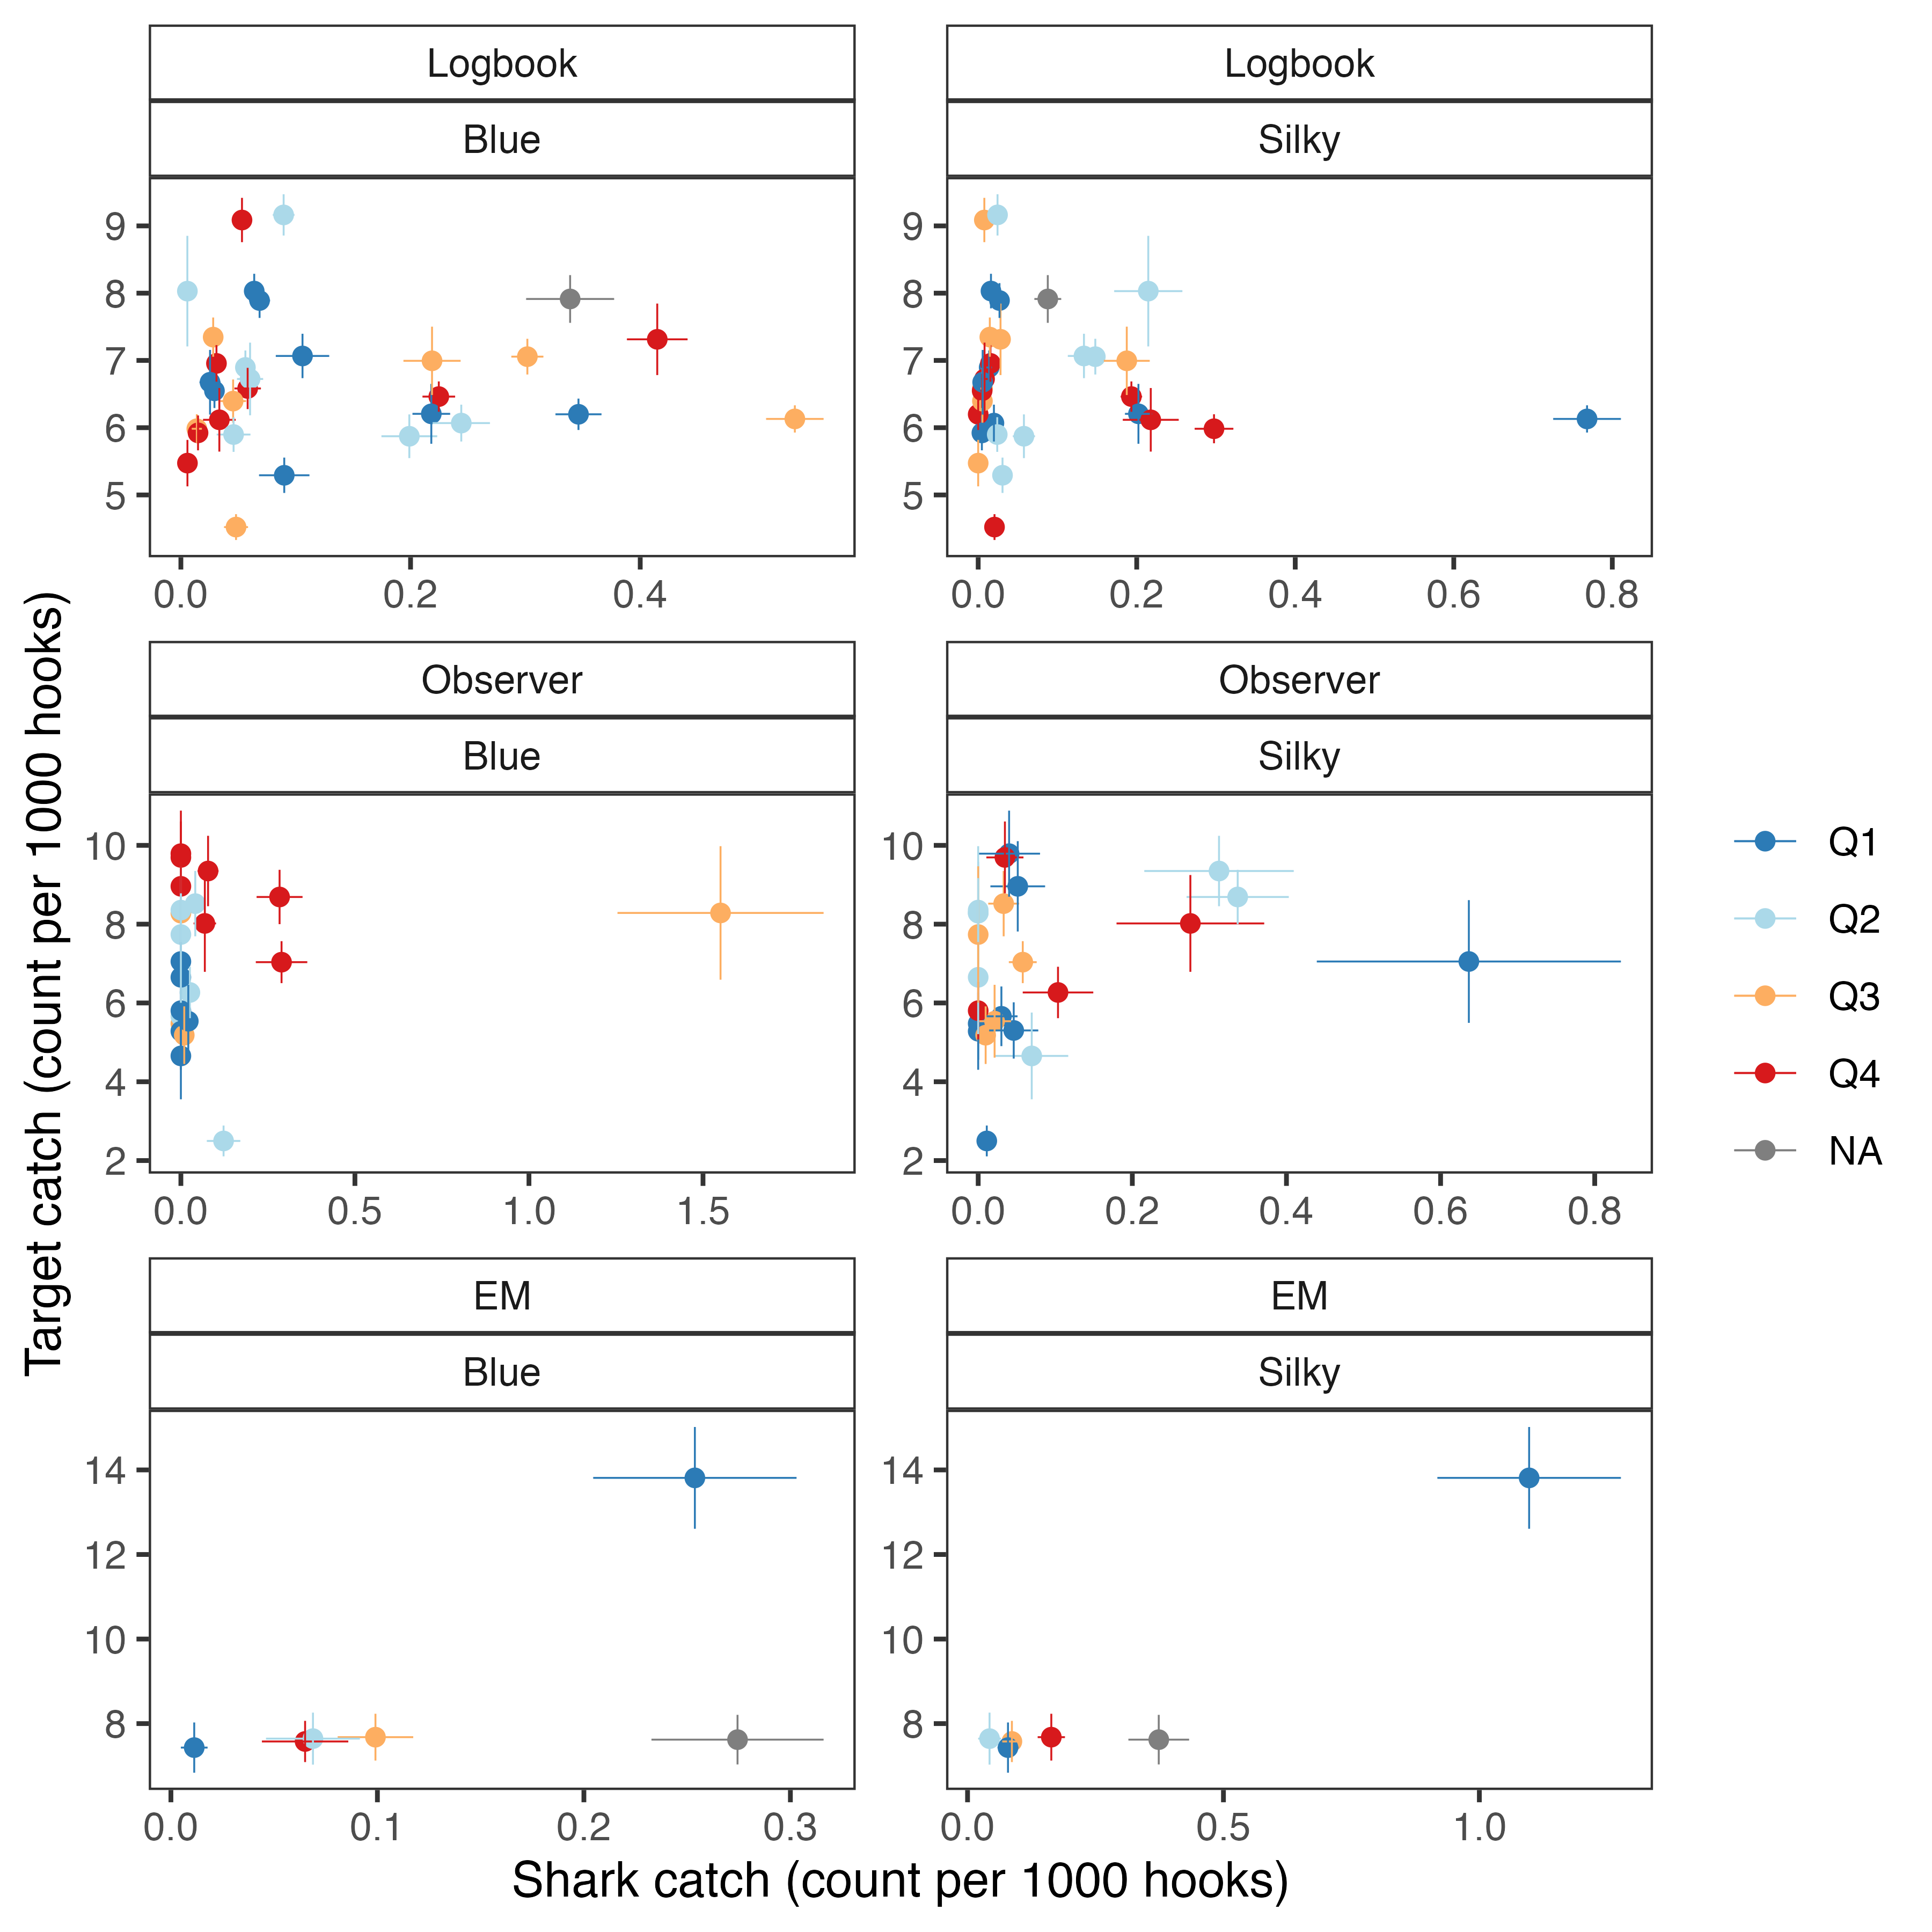 Logbook Logbook
Blue Silky
9 9
8 8
7 7
6 6
5 5
0.0 0.2 0.4 0.0 0.2 0.4 0.6 0.8
Observer Observer
Blue Silky
10 10
8 8
6 6
4 4
2 2
0.0 0.5 1.0 1.5 0.0 0.2 0.4 0.6 0.8
EM EM
Blue Silky
14 14
12 12
10 10
8 8
0.0 0.1 0.2 0.3 0.0 0.5 1.0
Shark catch (count per 1000 hooks)
Target catch (count per 1000 hooks)
Q1
Q2
Q3
Q4
NA